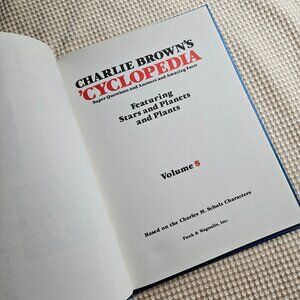 CHARLIE BROWN'S
'CYCLOPEDIA
Super Questions and Answers and Amazing Facts
Featuring
Stars and Planets
and Plants
Volume 8
Based on the Charles M. Schulz Characters
Funk & Wagnalls, Inc.